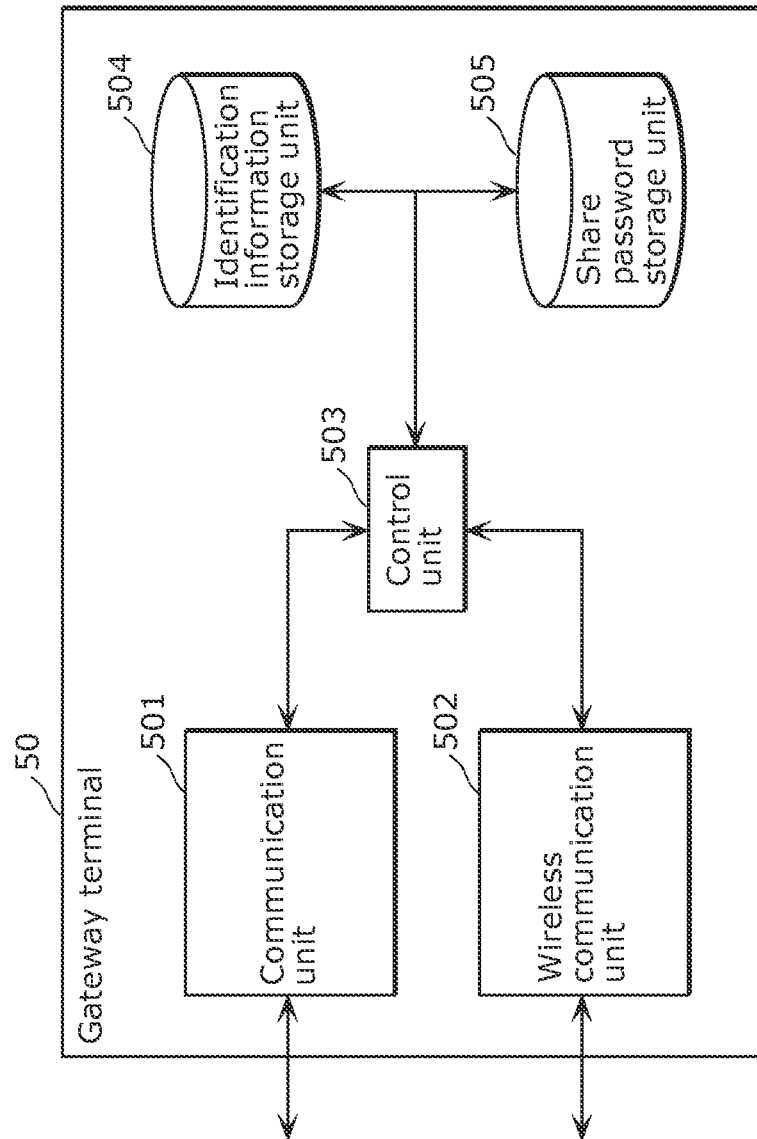 50
Gateway terminal
501
Communication
unit
502
Wireless
communication
unit
503
Control
unit
504
Identification
information
storage unit
505
Share
password
storage unit